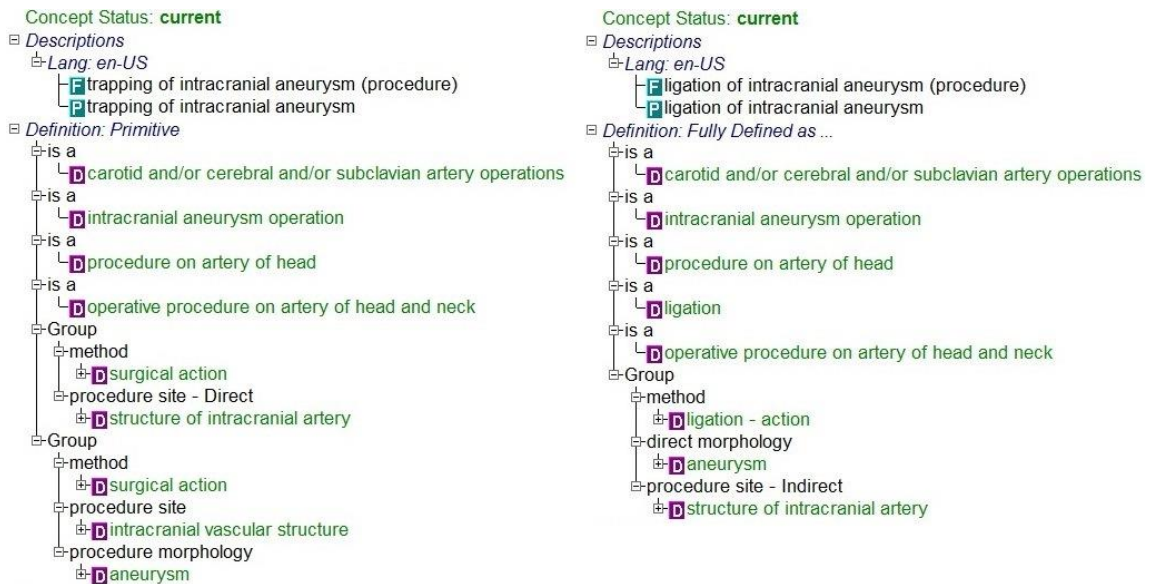 Concept Status: current
Descriptions
Lang: en-US
F trapping of intracranial aneurysm (procedure)
P trapping of intracranial aneurysm
Definition: Primitive
is a
D carotid and/or cerebral and/or subclavian artery operations
is a
D intracranial aneurysm operation
is a
D procedure on artery of head
is a
D operative procedure on artery of head and neck
Group
method
D surgical action
procedure site - Direct
D structure of intracranial artery
Group
method
D surgical action
procedure site
D intracranial vascular structure
procedure morphology
D aneurysm
Concept Status: current
Descriptions
Lang: en-US
F ligation of intracranial aneurysm (procedure)
P ligation of intracranial aneurysm
Definition: Fully Defined as ...
is a
D carotid and/or cerebral and/or subclavian artery operations
is a
D intracranial aneurysm operation
is a
D procedure on artery of head
is a
D ligation
is a
D operative procedure on artery of head and neck
Group
method
D ligation - action
direct morphology
D aneurysm
procedure site - Indirect
D structure of intracranial artery